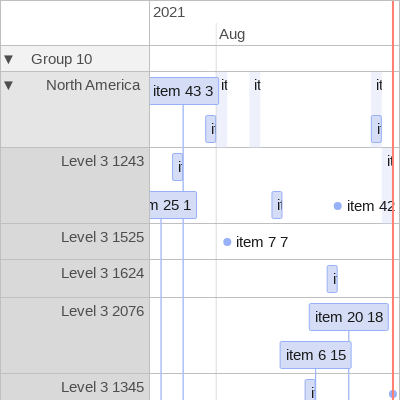 2021
Aug
▼ Group 10
▼ North America
item 43 3
it
it
it
Level 3 1243
it
m 25 1
item 42
Level 3 1525
item 7 7
Level 3 1624
Level 3 2076
item 20 18
item 6 15
Level 3 1345